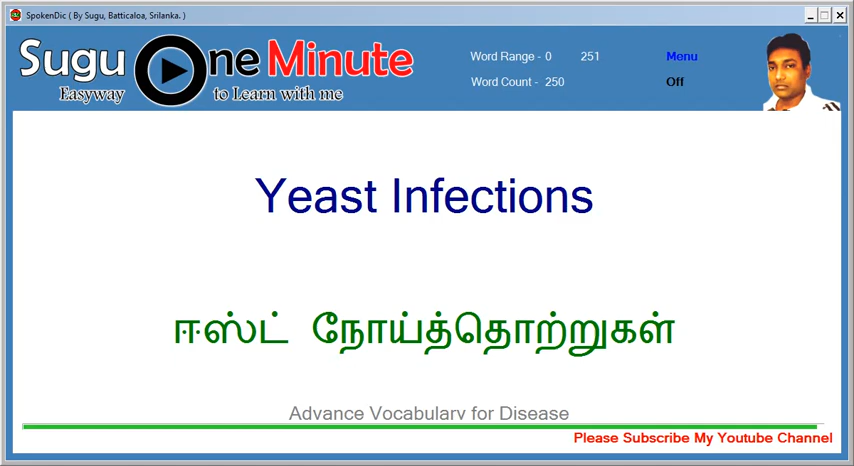 SpokenDic ( By Sugu, Batticaloa, Srilanka. )
Sugu One Minute
Easyway to Learn with me
Word Range - 0 251
Menu
Word Count - 250
Off
Yeast Infections
ஈஸ்ட் நோய்த்தொற்றுகள்
Advance Vocabulary for Disease
Please Subscribe My Youtube Channel